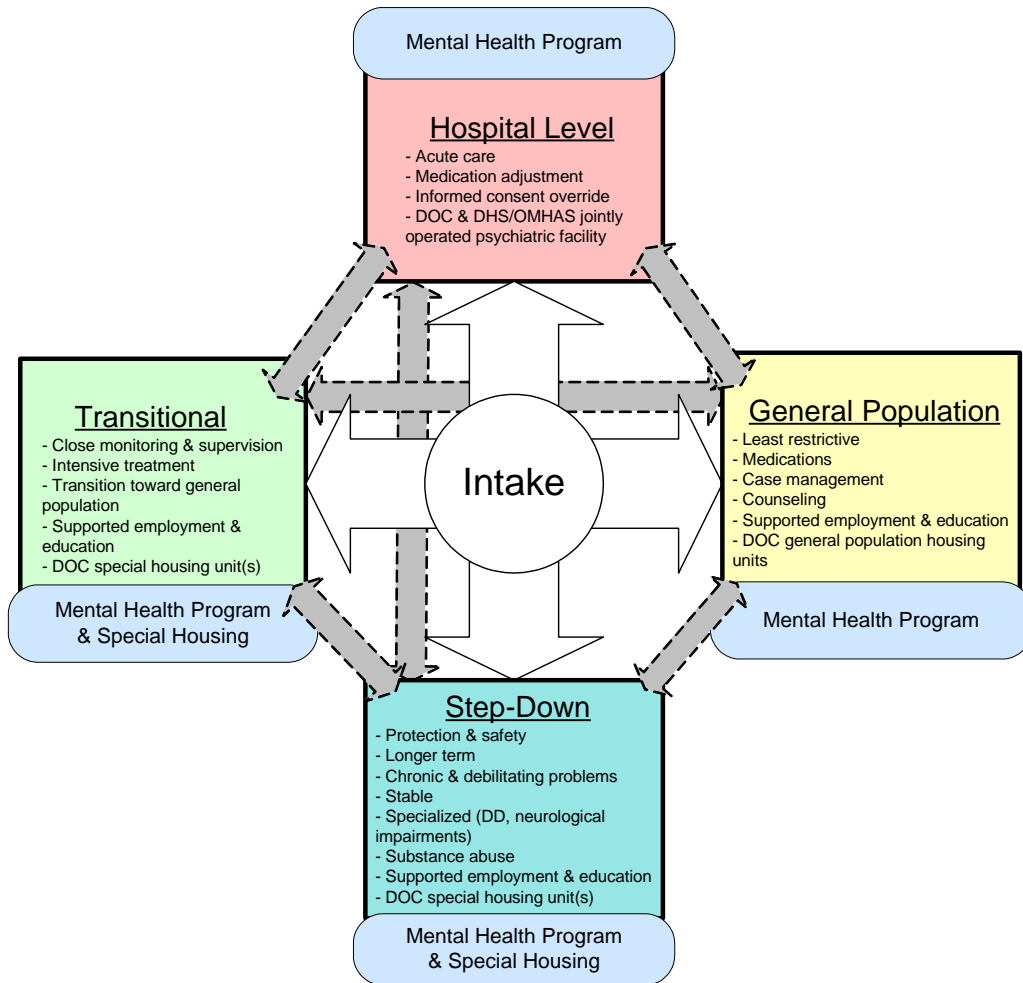 Mental Health Program
Hospital Level
- Acute care
- Medication adjustment
- Informed consent override
- DOC & DHS/OMHAS jointly
operated psychiatric facility
Transitional
- Close monitoring & supervision
- Intensive treatment
- Transition toward general
population
- Supported employment &
education
- DOC special housing unit(s)
Mental Health Program
& Special Housing
Intake
General Population
- Least restrictive
- Medications
- Case management
- Counseling
- Supported employment & education
- DOC general population housing
units
Mental Health Program
Step-Down
- Protection & safety
- Longer term
- Chronic & debilitating problems
- Stable
- Specialized (DD, neurological
impairments)
- Substance abuse
- Supported employment & education
- DOC special housing unit(s)
Mental Health Program
& Special Housing